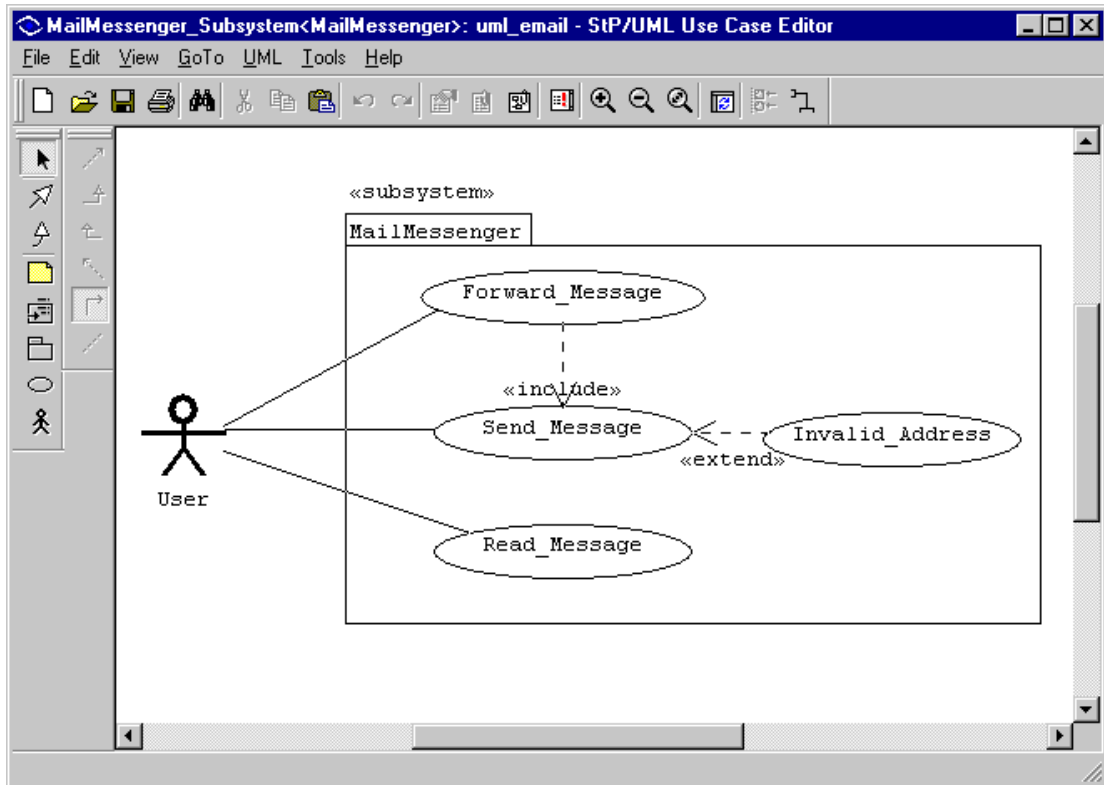 MailMessenger_Subsystem<MailMessenger>: uml_email - StP/UML Use Case Editor
File Edit View GoTo UML Tools Help
«subsystem»
MailMessenger
Forward_Message
«include»
Send_Message
Invalid_Address
«extend»
User
Read_Message